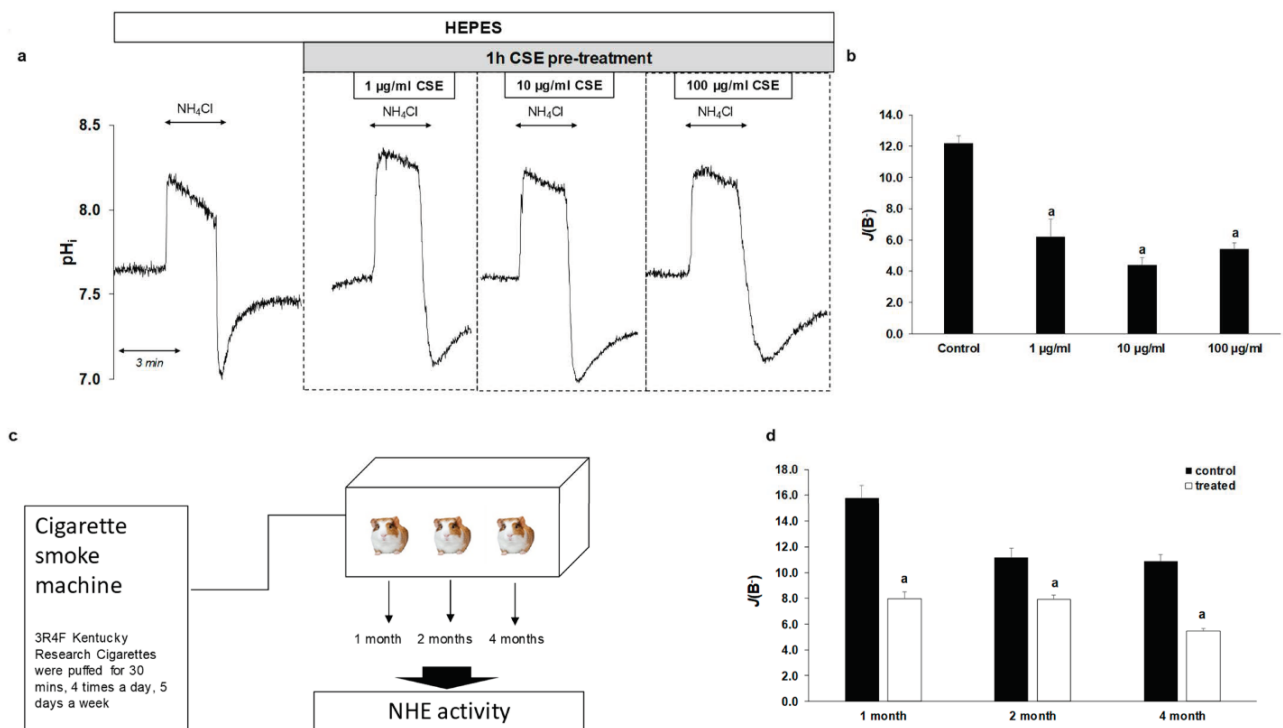 HEPES
a
1h CSE pre-treatment
b
1 µg/ml CSE
10 µg/ml CSE
100 µg/ml CSE
NH₄Cl
NH₄Cl
NH₄Cl
NH₄Cl
8.5
8.0
7.5
7.0
pHᵢ
3 min
14.0
12.0
10.0
8.0
6.0
4.0
2.0
0.0
J(B⁻)
a
a
a
Control
1 µg/ml
10 µg/ml
100 µg/ml
c
Cigarette
smoke
machine
3R4F Kentucky
Research Cigarettes
were puffed for 30
mins, 4 times a day, 5
days a week
1 month
2 months
4 months
NHE activity
d
control
treated
18.0
16.0
14.0
12.0
10.0
8.0
6.0
4.0
2.0
0.0
J(B⁻)
a
a
a
1 month
2 month
4 month